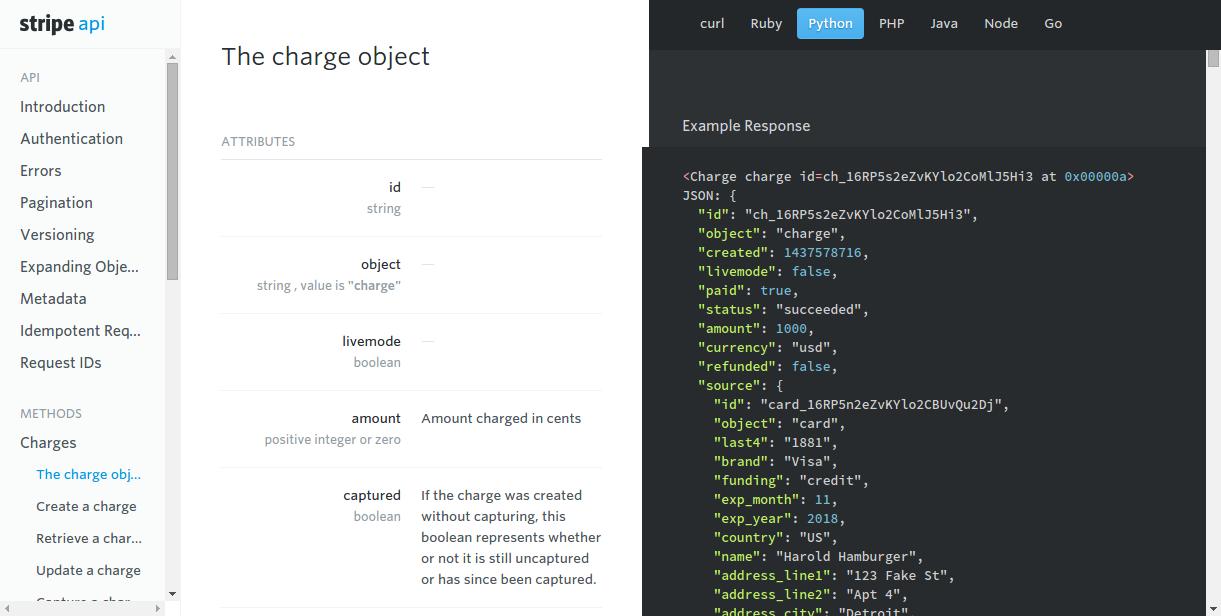 stripe api
API
Introduction
Authentication
Errors
Pagination
Versioning
Expanding Obje...
Metadata
Idempotent Req...
Request IDs
METHODS
Charges
The charge obj...
Create a charge
Retrieve a char...
Update a charge
Capture a char...
The charge object
ATTRIBUTES
id —
string
object —
string , value is "charge"
livemode —
boolean
amount Amount charged in cents
positive integer or zero
captured If the charge was created
boolean without capturing, this
boolean represents whether
or not it is still uncaptured
or has since been captured.
curl Ruby Python PHP Java Node Go
Example Response
<Charge charge id=ch_16RP5s2eZvKYlo2CoMlJ5Hi3 at 0x00000a>
JSON: {
"id": "ch_16RP5s2eZvKYlo2CoMlJ5Hi3",
"object": "charge",
"created": 1437578716,
"livemode": false,
"paid": true,
"status": "succeeded",
"amount": 1000,
"currency": "usd",
"refunded": false,
"source": {
"id": "card_16RP5n2eZvKYlo2CBUvQu2Dj",
"object": "card",
"last4": "1881",
"brand": "Visa",
"funding": "credit",
"exp_month": 11,
"exp_year": 2018,
"country": "US",
"name": "Harold Hamburger",
"address_line1": "123 Fake St",
"address_line2": "Apt 4",
"address_city": "Detroit",